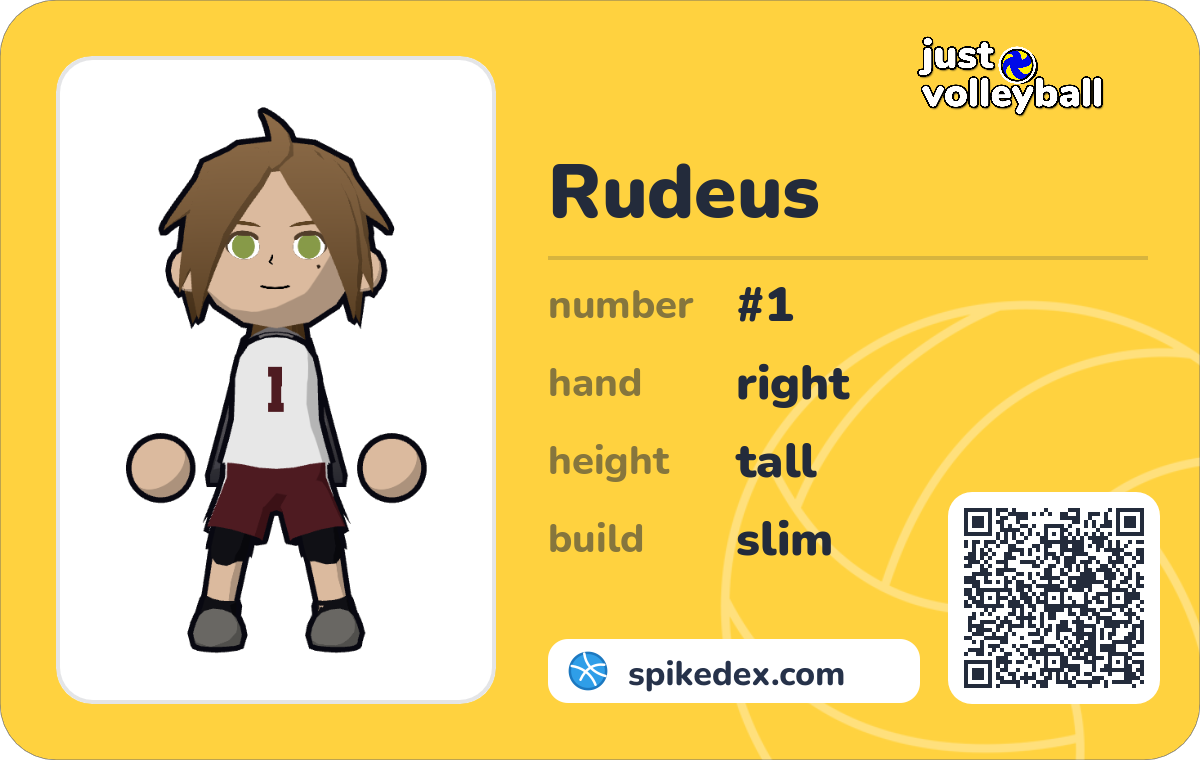 just
volleyball
Rudeus
number #1
hand right
height tall
build slim
1
spikedex.com